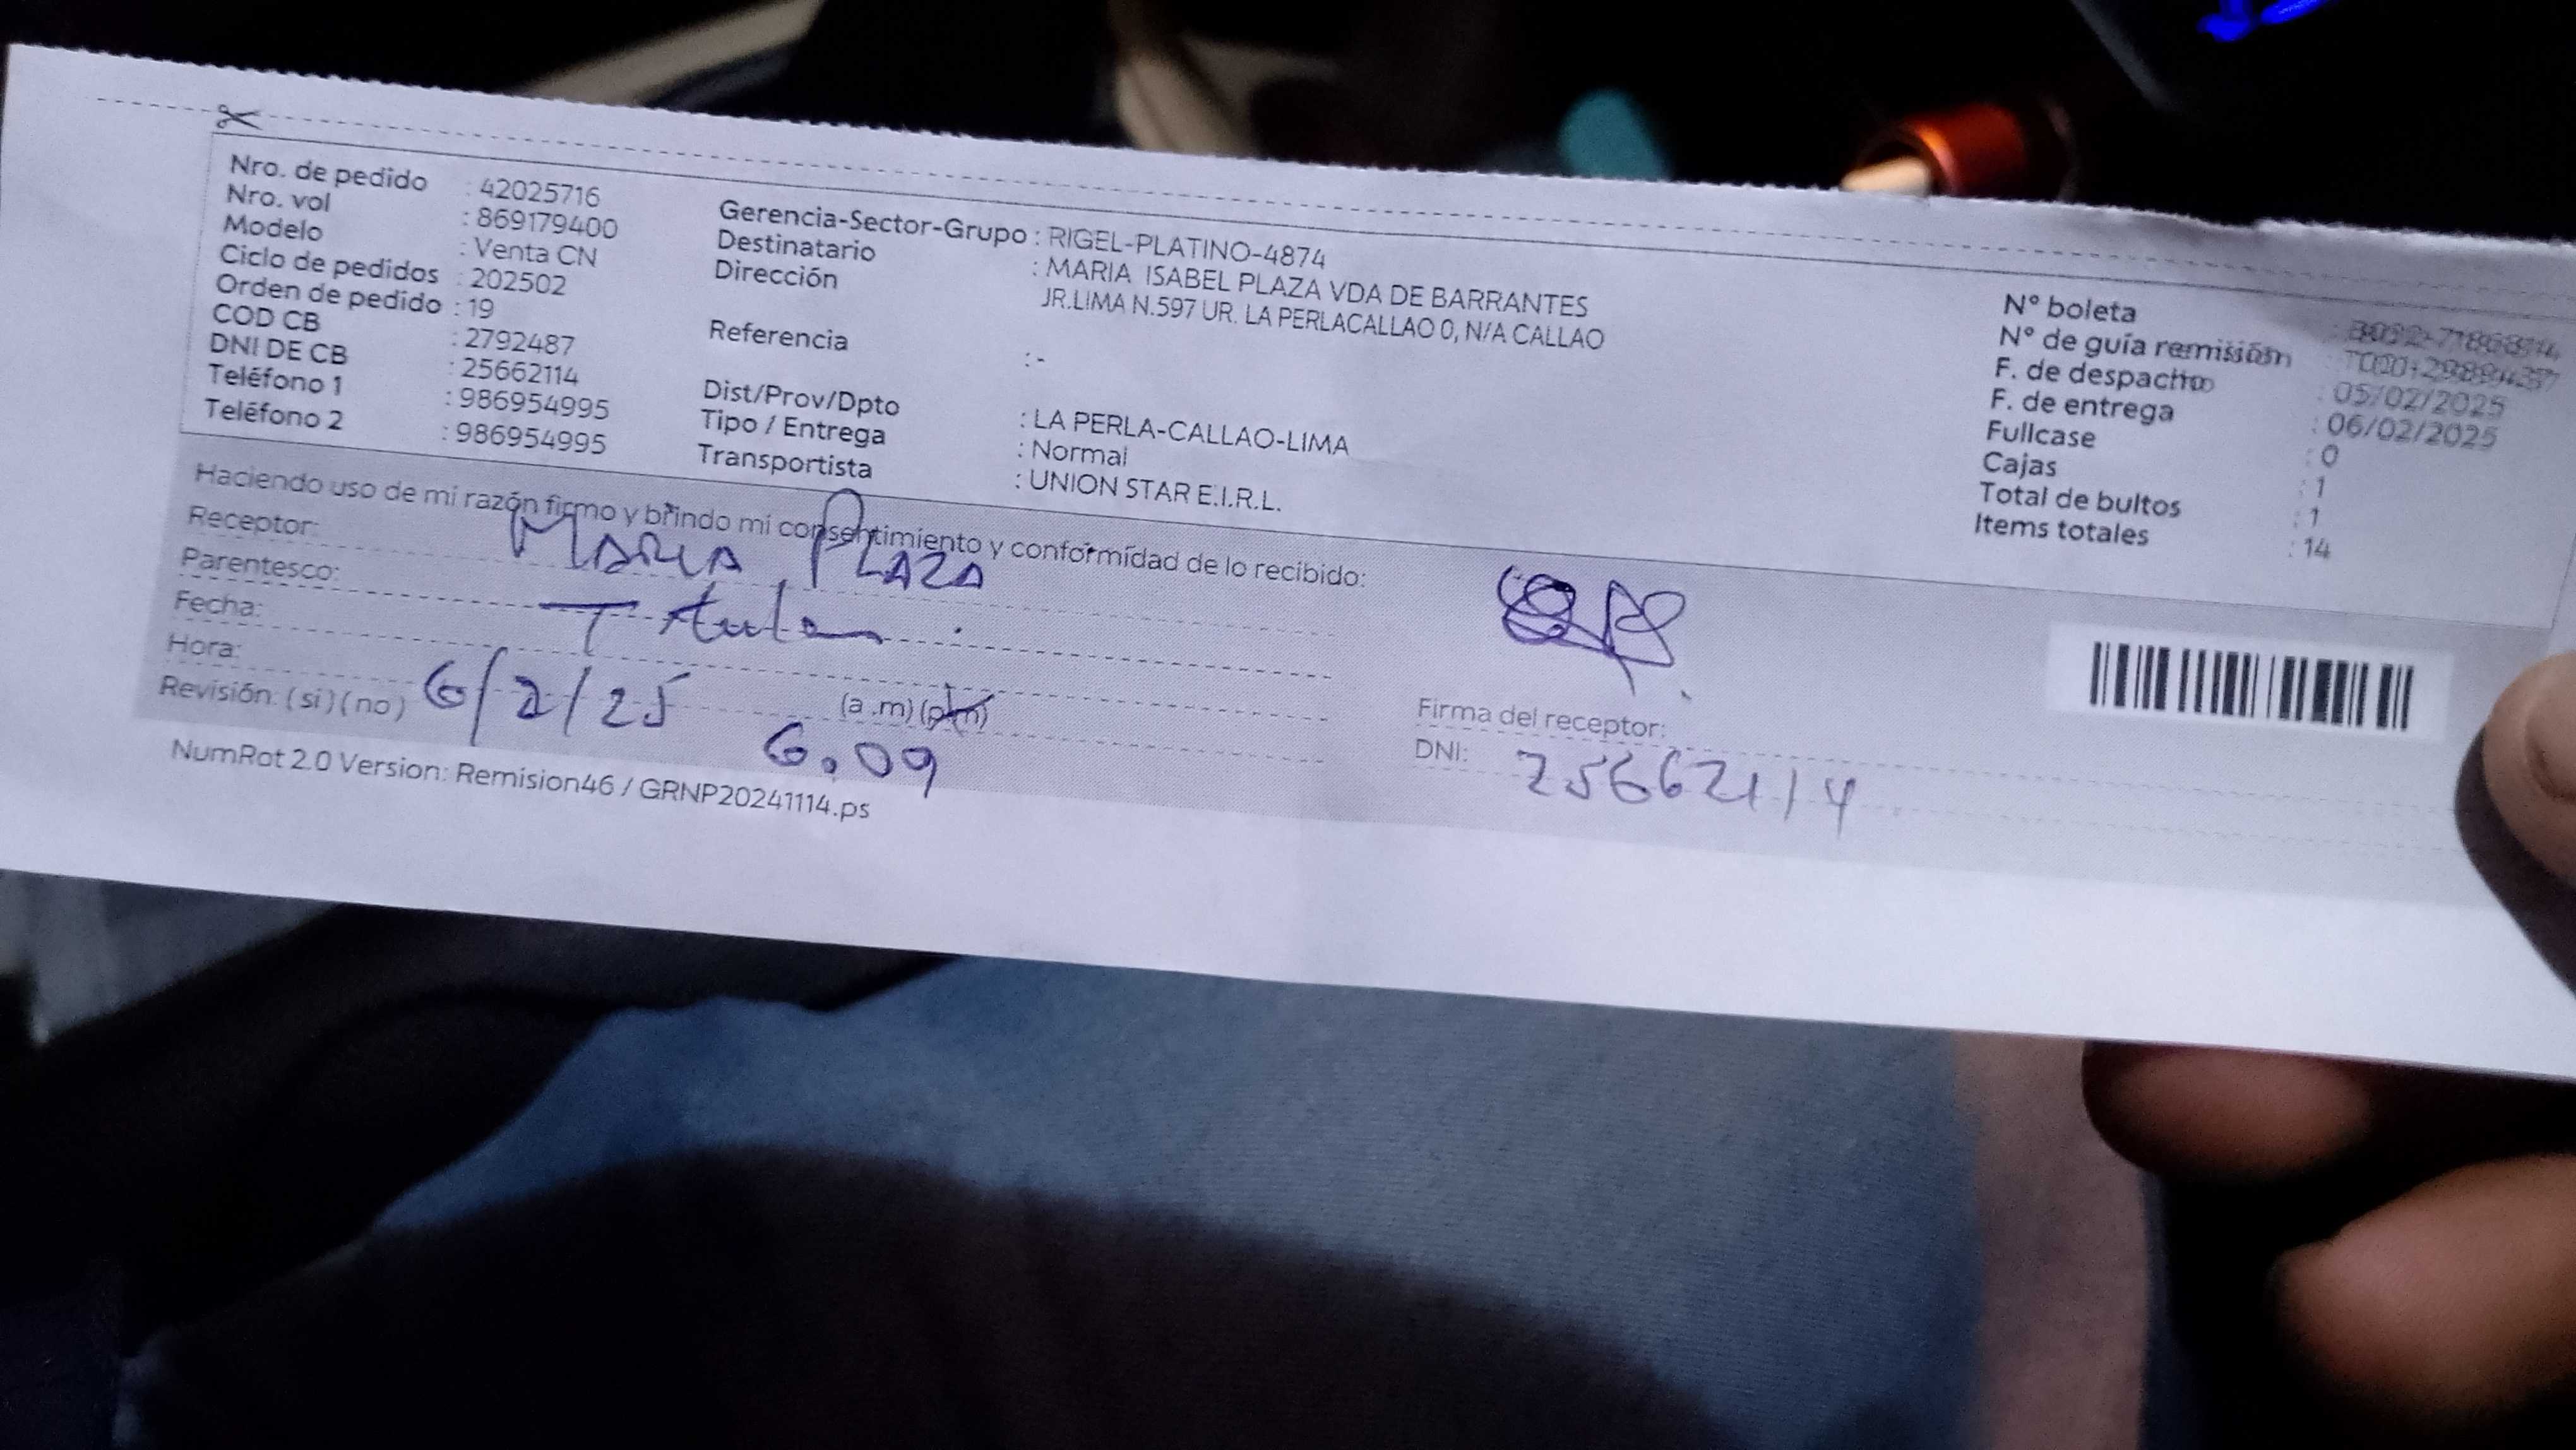 Nro. de pedido : 42025716
Nro. vol : 869179400
Modelo : Venta CN
Ciclo de pedidos : 202502
Orden de pedido : 19
COD CB : 2792487
DNI DE CB : 25662114
Teléfono 1 : 986954995
Teléfono 2 : 986954995
Gerencia-Sector-Grupo : RIGEL-PLATINO-4874
Destinatario : MARIA ISABEL PLAZA VDA DE BARRANTES
Dirección JR.LIMA N.597 UR. LA PERLACALLAO 0, N/A CALLAO
Referencia : -
Dist/Prov/Dpto : LA PERLA-CALLAO-LIMA
Tipo / Entrega : Normal
Transportista : UNION STAR E.I.R.L.
N° boleta
N° de guía remisión
F. de despacho : 05/02/2025
F. de entrega : 06/02/2025
Fullcase : 0
Cajas : 1
Total de bultos : 1
Items totales : 14
Haciendo uso de mi razón firmo y brindo mi consentimiento y conformidad de lo recibido:
Receptor: MARIA PLAZA
Parentesco: Titular
Fecha: 6/2/25
Hora: 6.09 (a .m) (p.m)
Revisión: (si) (no)
Firma del receptor:
DNI: 25662114
NumRot 2.0 Version: Remision46 / GRNP20241114.ps